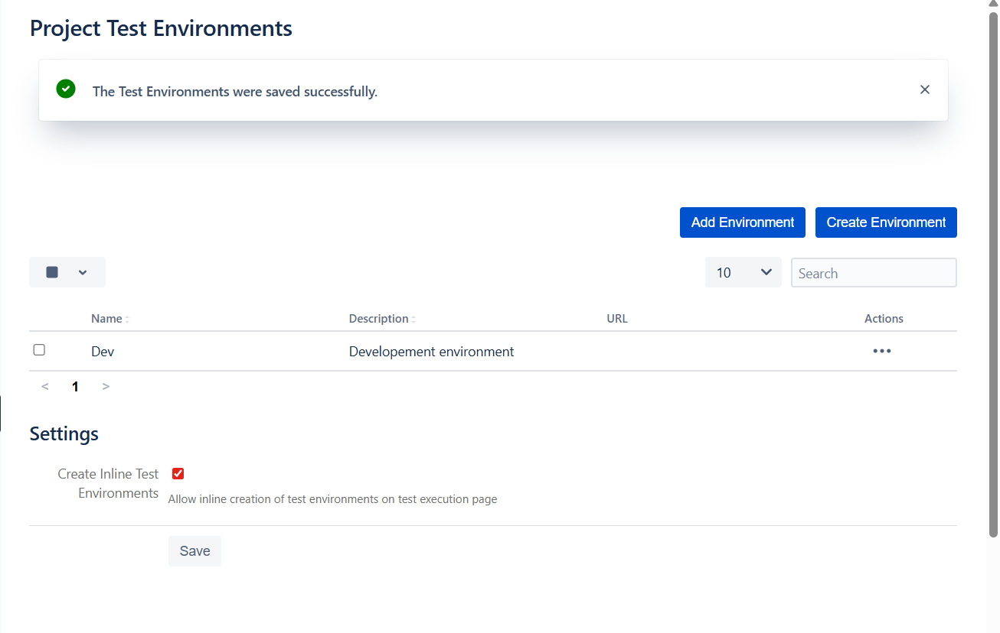 Project Test Environments
The Test Environments were saved successfully.
Add Environment
Create Environment
10
Search
Name
Description
URL
Actions
Dev
Developement environment
< 1 >
Settings
Create Inline Test
Environments
Allow inline creation of test environments on test execution page
Save